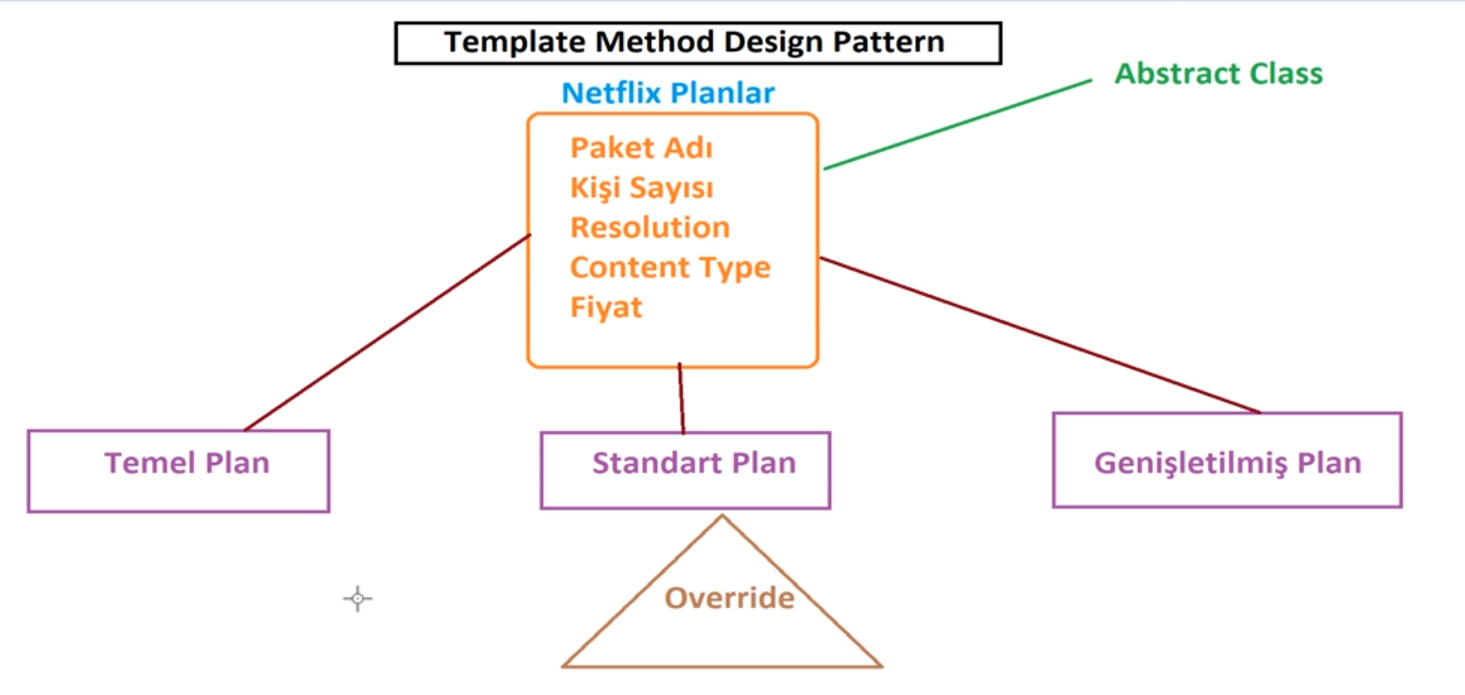 Template Method Design Pattern
Netflix Planlar
Abstract Class
Paket Adı
Kişi Sayısı
Resolution
Content Type
Fiyat
Temel Plan
Standart Plan
Genişletilmiş Plan
Override